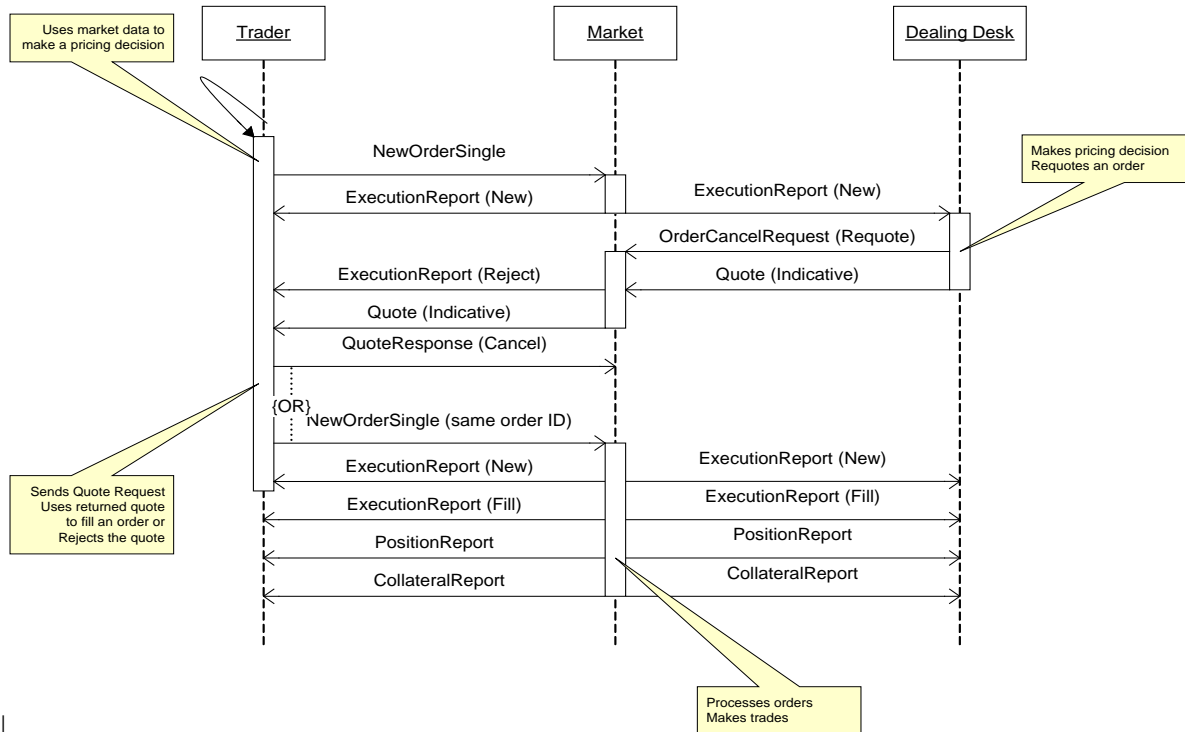 Uses market data to
make a pricing decision
Trader
Market
Dealing Desk
NewOrderSingle
Makes pricing decision
Requotes an order
ExecutionReport (New)
ExecutionReport (New)
OrderCancelRequest (Requote)
ExecutionReport (Reject)
Quote (Indicative)
Quote (Indicative)
QuoteResponse (Cancel)
{OR}
NewOrderSingle (same order ID)
ExecutionReport (New)
ExecutionReport (New)
Sends Quote Request
Uses returned quote
to fill an order or
Rejects the quote
ExecutionReport (Fill)
ExecutionReport (Fill)
PositionReport
PositionReport
CollateralReport
CollateralReport
Processes orders
Makes trades